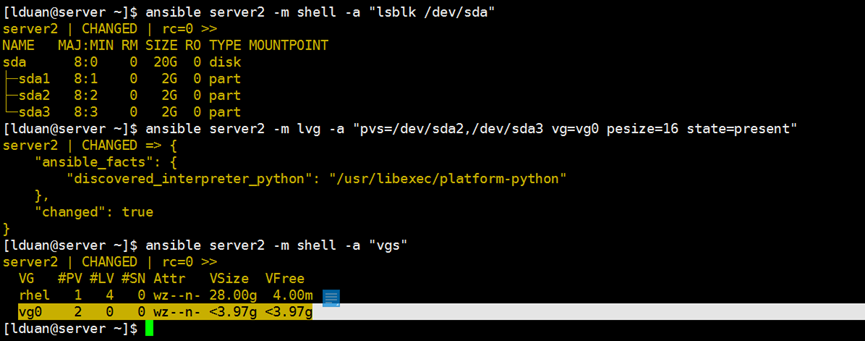 [lduan@server ~]$ ansible server2 -m shell -a "lsblk /dev/sda"
server2 | CHANGED | rc=0 >>
NAME   MAJ:MIN RM SIZE RO TYPE MOUNTPOINT
sda      8:0    0  20G  0 disk
├─sda1   8:1    0   2G  0 part
├─sda2   8:2    0   2G  0 part
└─sda3   8:3    0   2G  0 part
[lduan@server ~]$ ansible server2 -m lvg -a "pvs=/dev/sda2,/dev/sda3 vg=vg0 pesize=16 state=present"
server2 | CHANGED => {
    "ansible_facts": {
        "discovered_interpreter_python": "/usr/libexec/platform-python"
    },
    "changed": true
}
[lduan@server ~]$ ansible server2 -m shell -a "vgs"
server2 | CHANGED | rc=0 >>
  VG   #PV #LV #SN Attr   VSize  VFree
  rhel   1   4   0 wz--n- 28.00g  4.00m
  vg0    2   0   0 wz--n- <3.97g <3.97g
[lduan@server ~]$